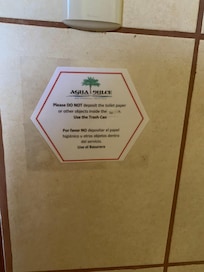 AGUA DULCE
Please DO NOT deposit the toilet paper
or other objects inside the
Use the Trash Can
Por favor NO depositar el papel
higiénico u otros objetos dentro
del servicio
Use el Basurero